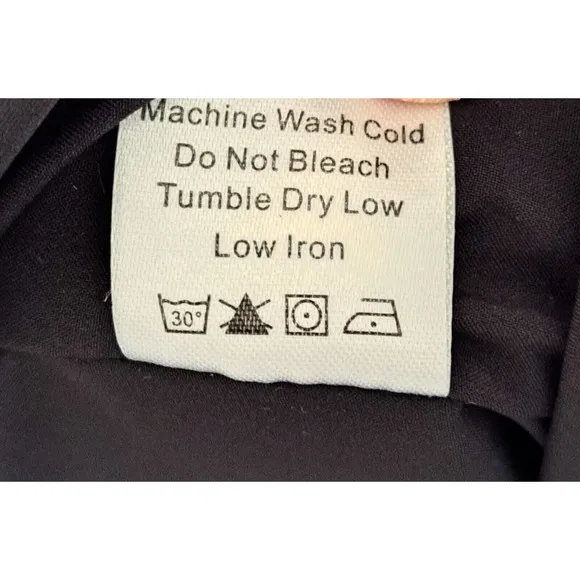 Machine Wash Cold
Do Not Bleach
Tumble Dry Low
Low Iron
30°